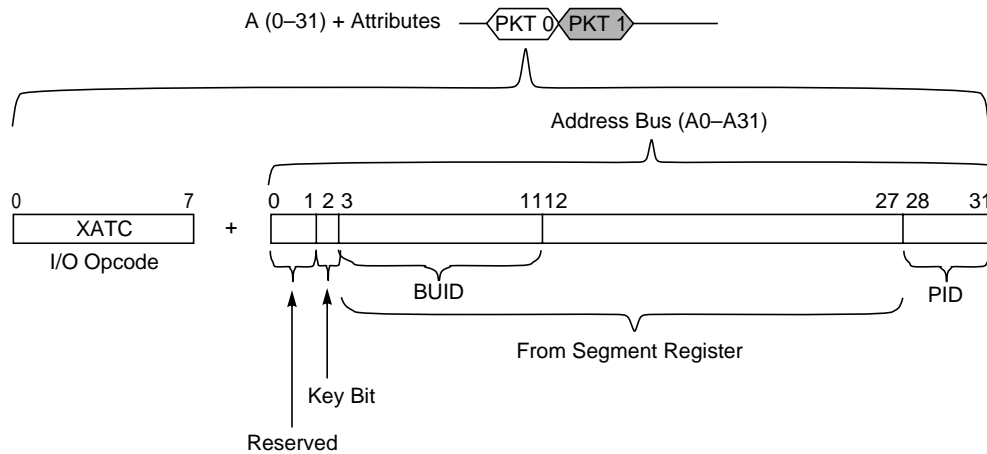 A (0–31) + Attributes PKT 0 PKT 1
Address Bus (A0–A31)
0 7 0 1 2 3 11 12 27 28 31
XATC +
I/O Opcode
BUID PID
From Segment Register
Key Bit
Reserved